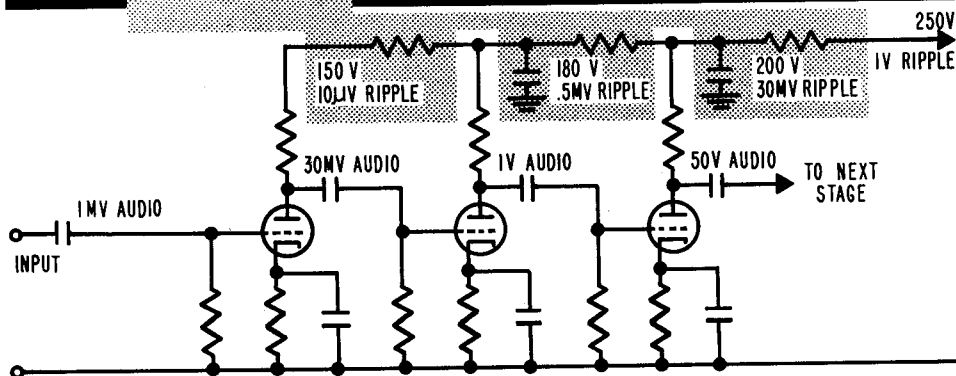 250V
1V RIPPLE
150 V
10µV RIPPLE
180 V
.5MV RIPPLE
200 V
30MV RIPPLE
30MV AUDIO
1V AUDIO
50V AUDIO
TO NEXT
STAGE
1MV AUDIO
INPUT